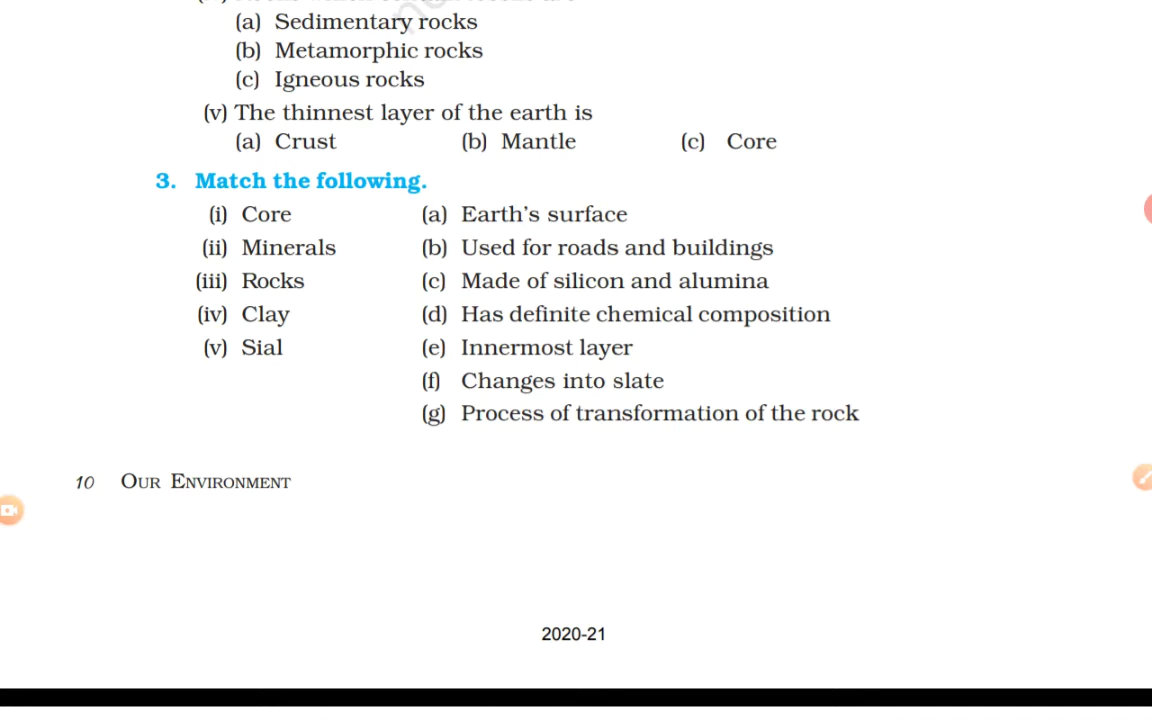 (a) Sedimentary rocks
(b) Metamorphic rocks
(c) Igneous rocks
(v) The thinnest layer of the earth is
(a) Crust (b) Mantle (c) Core
3. Match the following.
(i) Core (a) Earth's surface
(ii) Minerals (b) Used for roads and buildings
(iii) Rocks (c) Made of silicon and alumina
(iv) Clay (d) Has definite chemical composition
(v) Sial (e) Innermost layer
(f) Changes into slate
(g) Process of transformation of the rock
10 OUR ENVIRONMENT
2020-21